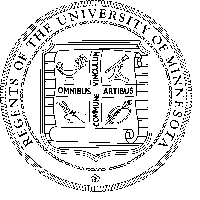 REGENTS OF THE UNIVERSITY OF MINNESOTA
OMNIBUS ARTIBUS
COMMUNE VINCULUM